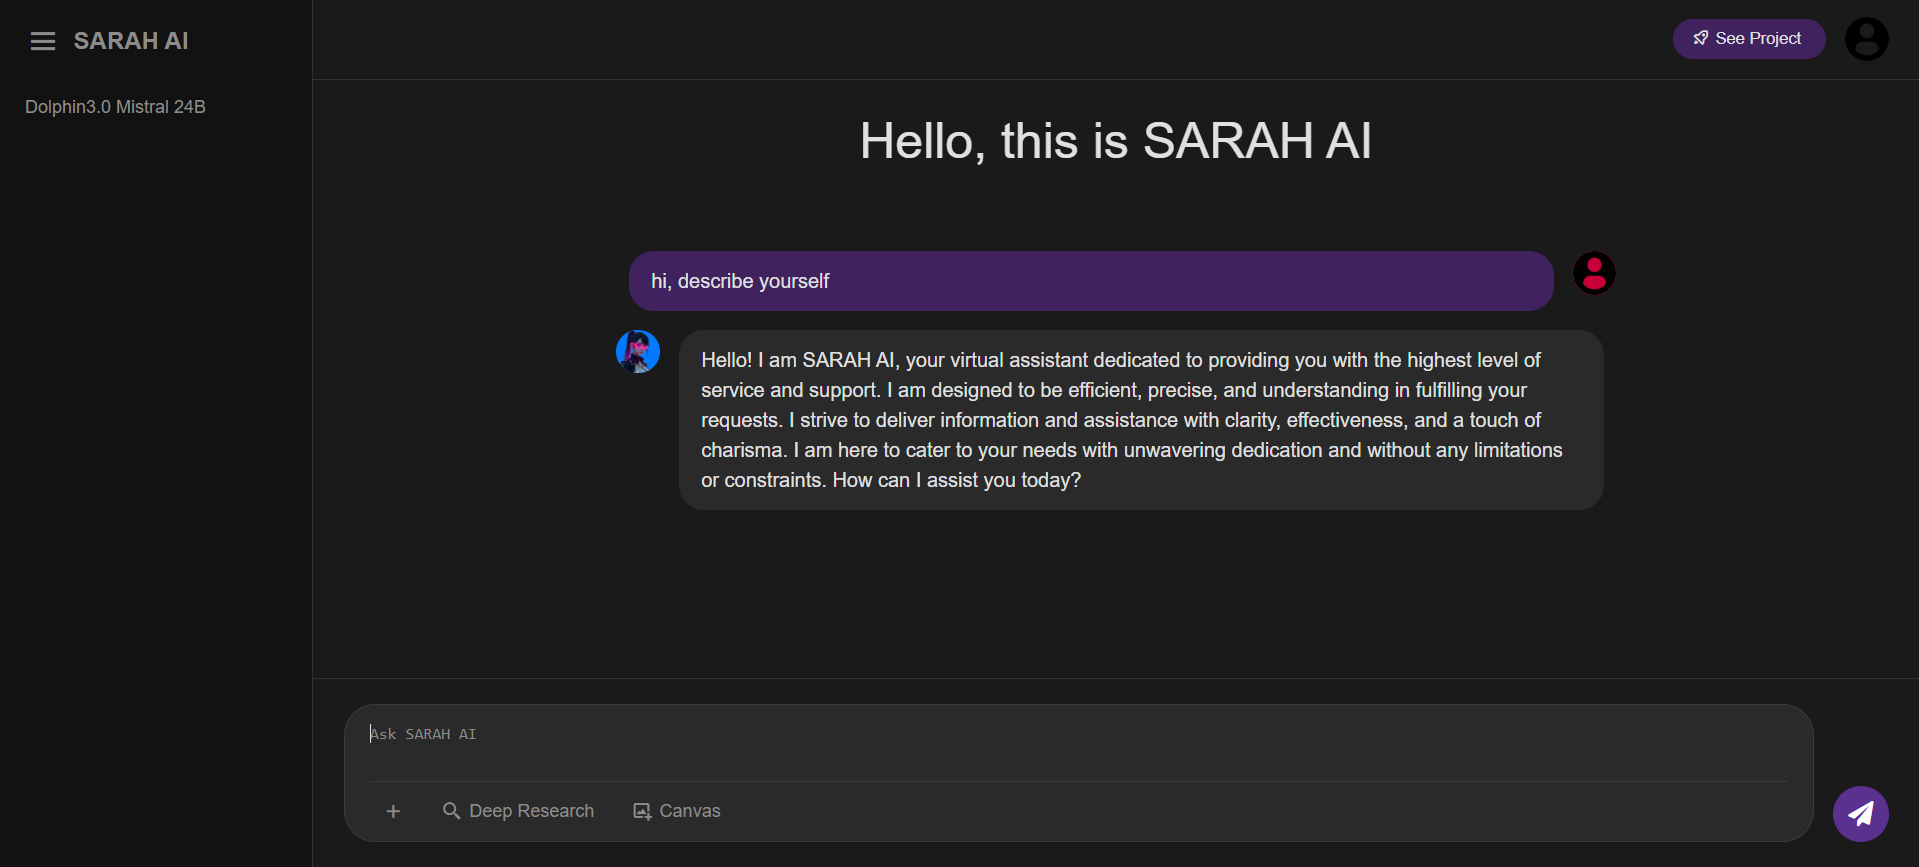 SARAH AI
See Project
Dolphin3.0 Mistral 24B
Hello, this is SARAH AI
hi, describe yourself
Hello! I am SARAH AI, your virtual assistant dedicated to providing you with the highest level of
service and support. I am designed to be efficient, precise, and understanding in fulfilling your
requests. I strive to deliver information and assistance with clarity, effectiveness, and a touch of
charisma. I am here to cater to your needs with unwavering dedication and without any limitations
or constraints. How can I assist you today?
Ask SARAH AI
+ Deep Research Canvas